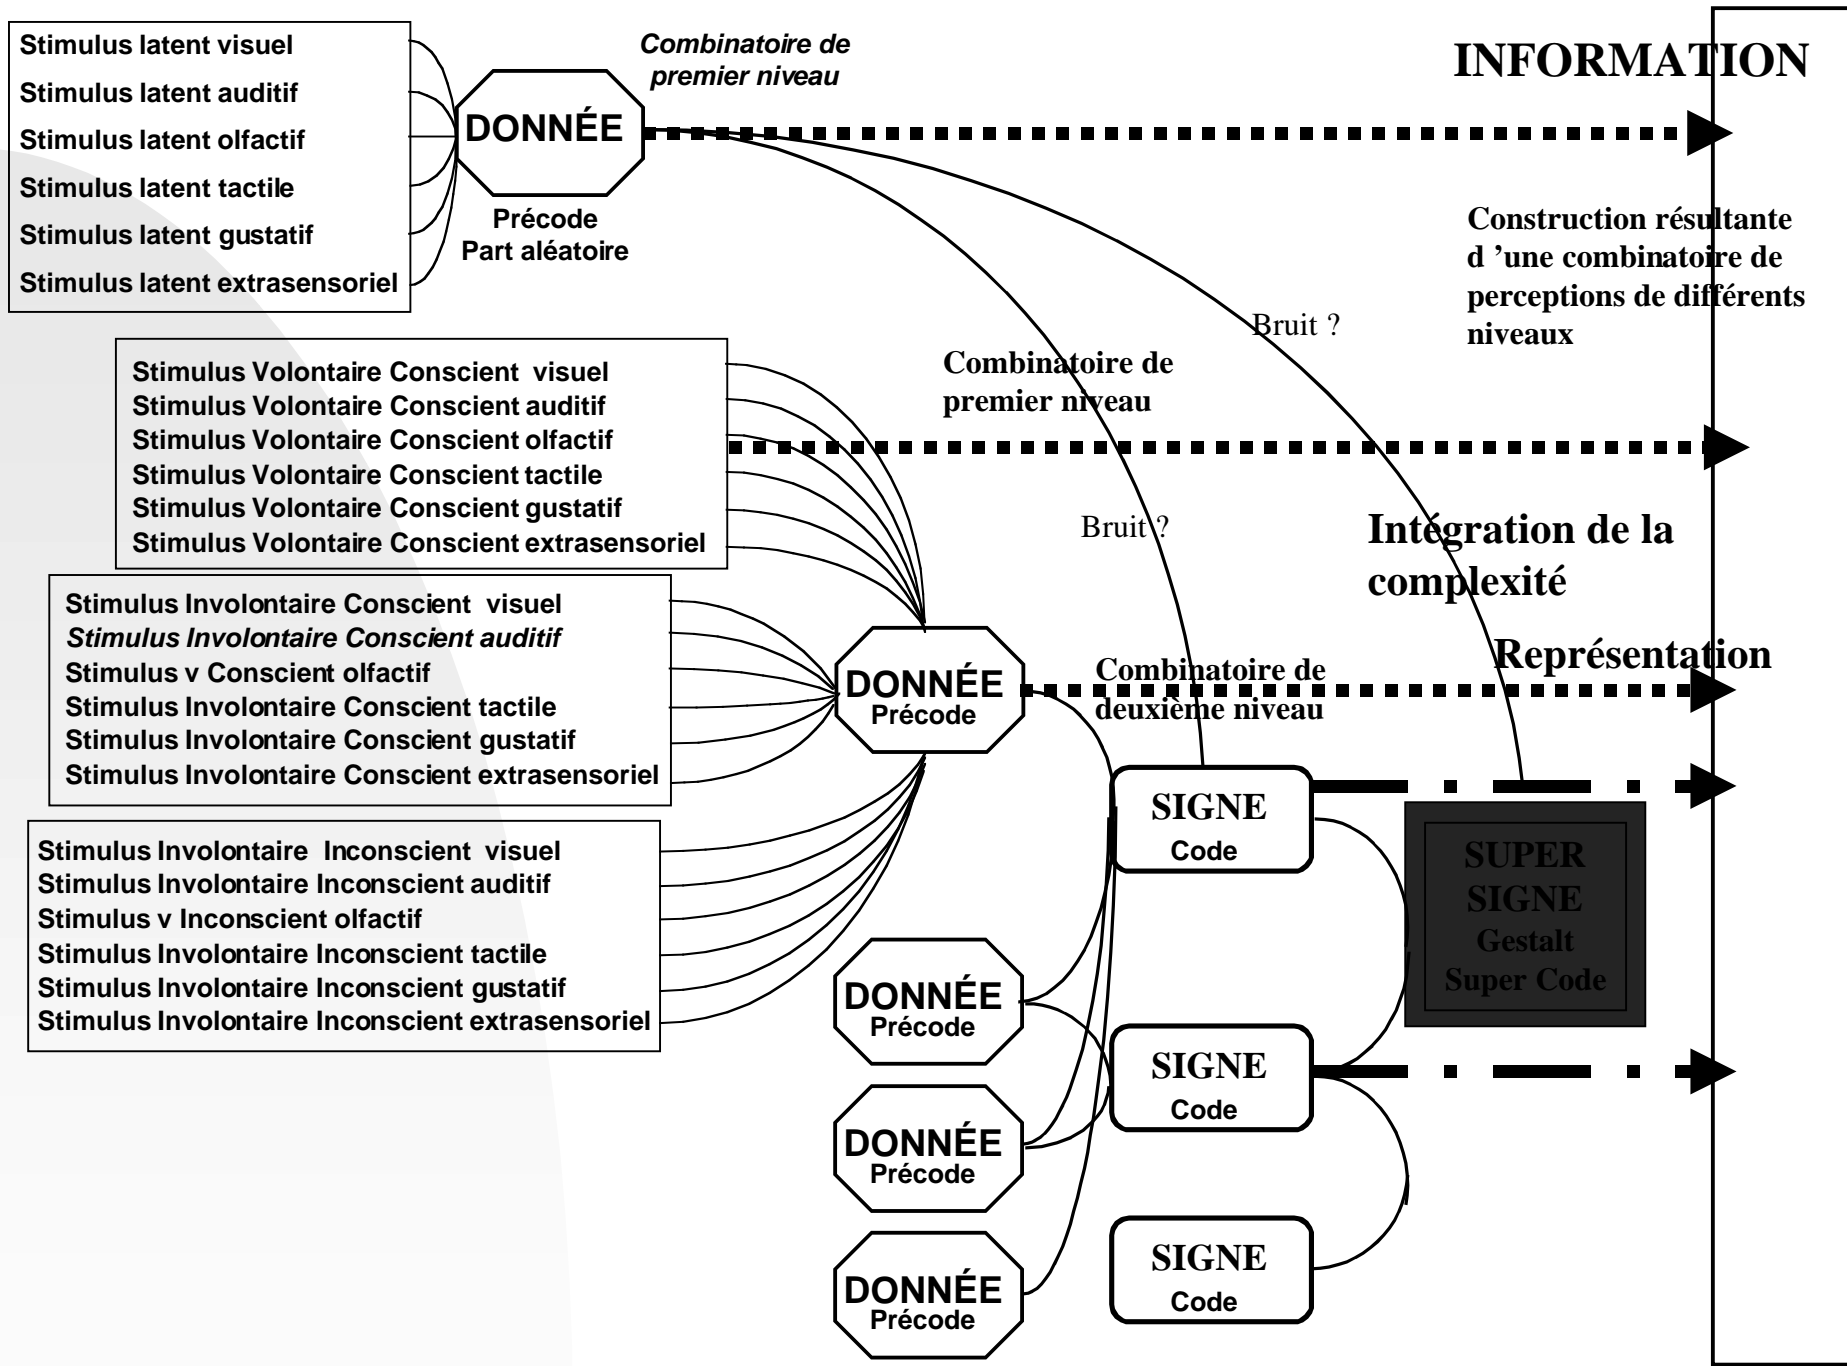 Stimulus latent visuel
Stimulus latent auditif
Stimulus latent olfactif
Stimulus latent tactile
Stimulus latent gustatif
Stimulus latent extrasensoriel
DONNÉE
Précode
Part aléatoire
Combinatoire de
premier niveau
INFORMATION
Construction résultante
d ’une combinatoire de
perceptions de différents
niveaux
Bruit ?
Stimulus Volontaire Conscient visuel
Stimulus Volontaire Conscient auditif
Stimulus Volontaire Conscient olfactif
Stimulus Volontaire Conscient tactile
Stimulus Volontaire Conscient gustatif
Stimulus Volontaire Conscient extrasensoriel
Combinatoire de
premier niveau
Bruit ?
Intégration de la
complexité
Stimulus Involontaire Conscient visuel
Stimulus Involontaire Conscient auditif
Stimulus v Conscient olfactif
Stimulus Involontaire Conscient tactile
Stimulus Involontaire Conscient gustatif
Stimulus Involontaire Conscient extrasensoriel
DONNÉE
Précode
Combinatoire de
deuxième niveau
Représentation
Stimulus Involontaire Inconscient visuel
Stimulus Involontaire Inconscient auditif
Stimulus v Inconscient olfactif
Stimulus Involontaire Inconscient tactile
Stimulus Involontaire Inconscient gustatif
Stimulus Involontaire Inconscient extrasensoriel
SIGNE
Code
SUPER
SIGNE
Gestalt
Super Code
DONNÉE
Précode
SIGNE
Code
DONNÉE
Précode
SIGNE
Code
DONNÉE
Précode